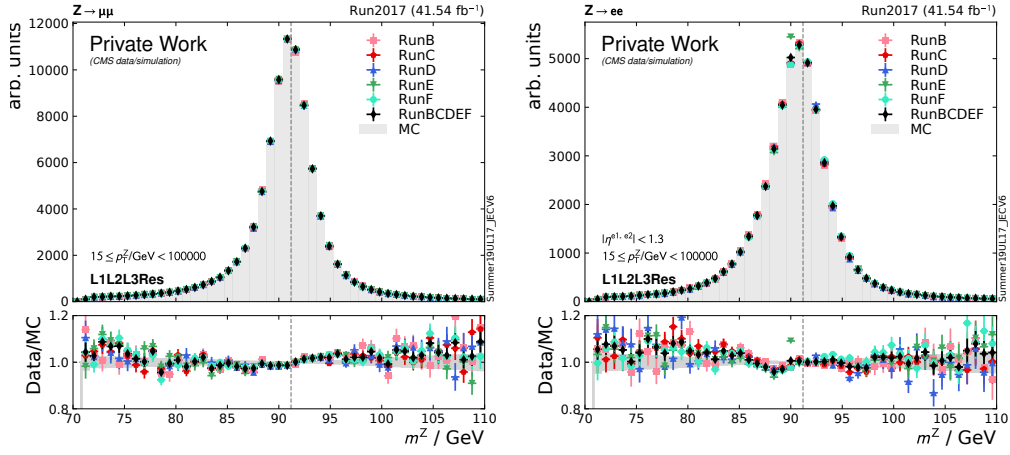 Z → μμ
Run2017 (41.54 fb⁻¹)
Private Work
(CMS data/simulation)
RunB
RunC
RunD
RunE
RunF
RunBCDEF
MC
15 ≤ p_T^Z/GeV < 100000
L1L2L3Res
Summer19UL17_JECV6
arb. units
12000
10000
8000
6000
4000
2000
0
Data/MC
1.2
1.0
0.8
70 75 80 85 90 95 100 105 110
m^Z / GeV
Z → ee
Run2017 (41.54 fb⁻¹)
Private Work
(CMS data/simulation)
RunB
RunC
RunD
RunE
RunF
RunBCDEF
MC
|η^{e1, e2}| < 1.3
15 ≤ p_T^Z/GeV < 100000
L1L2L3Res
Summer19UL17_JECV6
arb. units
5000
4000
3000
2000
1000
0
Data/MC
1.2
1.0
0.8
70 75 80 85 90 95 100 105 110
m^Z / GeV